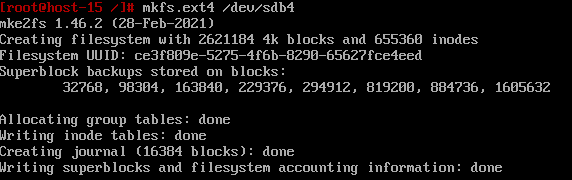 [root@host-15 /]# mkfs.ext4 /dev/sdb4
mke2fs 1.46.2 (28-Feb-2021)
Creating filesystem with 2621184 4k blocks and 655360 inodes
Filesystem UUID: ce3f809e-5275-4f6b-8290-65627fce4eed
Superblock backups stored on blocks:
32768, 98304, 163840, 229376, 294912, 819200, 884736, 1605632
Allocating group tables: done
Writing inode tables: done
Creating journal (16384 blocks): done
Writing superblocks and filesystem accounting information: done